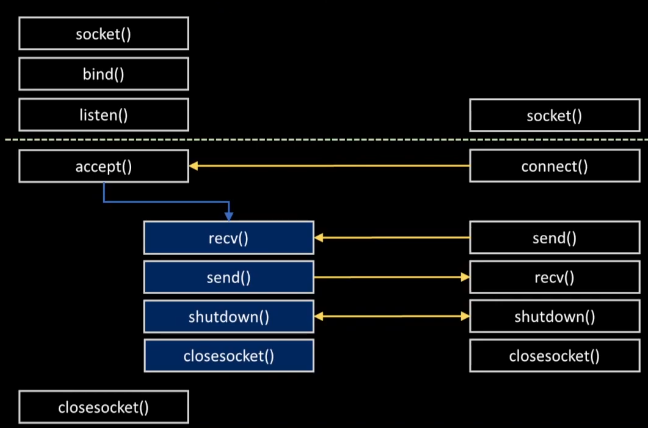 socket()
bind()
listen()
socket()
accept()
connect()
recv()
send()
send()
recv()
shutdown()
shutdown()
closesocket()
closesocket()
closesocket()